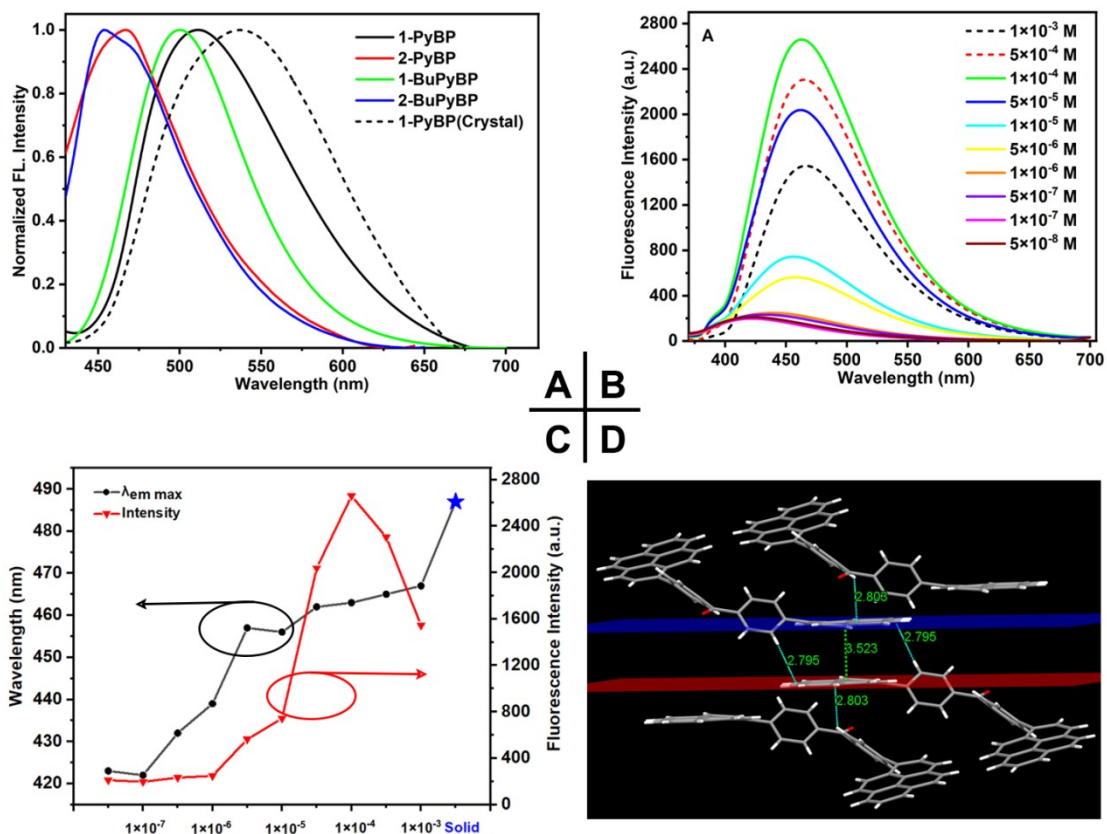 1.0
0.8
0.6
0.4
0.2
0.0
Normalized FL. Intensity
450 500 550 600 650 700
Wavelength (nm)
1-PyBP
2-PyBP
1-BuPyBP
2-BuPyBP
1-PyBP(Crystal)
A
2800
2400
2000
1600
1200
800
400
0
Fluorescence Intensity (a.u.)
400 450 500 550 600 650 700
Wavelength (nm)
1×10⁻³ M
5×10⁻⁴ M
1×10⁻⁴ M
5×10⁻⁵ M
1×10⁻⁵ M
5×10⁻⁶ M
1×10⁻⁶ M
5×10⁻⁷ M
1×10⁻⁷ M
5×10⁻⁸ M
A B
C D
490
480
470
460
450
440
430
420
Wavelength (nm)
λem max
Intensity
2800
2400
2000
1600
1200
800
400
0
Fluorescence Intensity (a.u.)
1×10⁻⁷ 1×10⁻⁶ 1×10⁻⁵ 1×10⁻⁴ 1×10⁻³ Solid
2.795
3.523
2.795
2.803